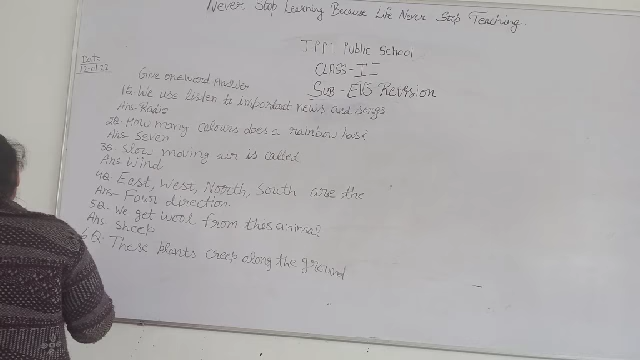 Never, Stop Learning Because Life Never Stop Teaching.
Public School
CLASS-II
Sub-EVS Revision
Date
Give one word Answer
1Q. We use listen to important news and songs
Ans Radio
2Q. How many colours does a rainbow has
Ans Seven
3Q. Slow moving air is called
Ans Wind
4Q. East, West, North, South are the
Ans- Four direction
5Q. We get wool from this animal
Ans Sheep
6Q. These plants creep along the ground